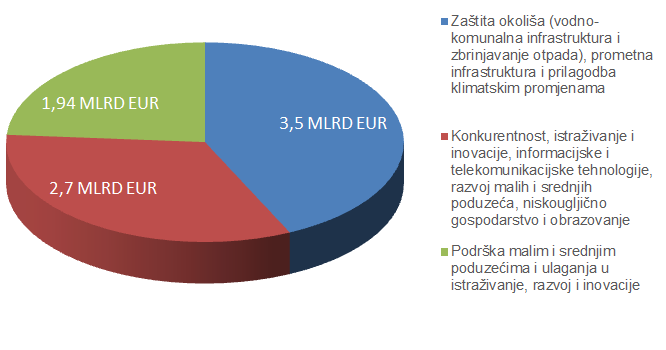 1,94 MLRD EUR
3,5 MLRD EUR
2,7 MLRD EUR
Zaštita okoliša (vodno-
komunalna infrastruktura i
zbrinjavanje otpada), prometna
infrastruktura i prilagodba
klimatskim promjenama
Konkurentnost, istraživanje i
inovacije, informacijske i
telekomunikacijske tehnologije,
razvoj malih i srednjih
poduzeća, niskougljično
gospodarstvo i obrazovanje
Podrška malim i srednjim
poduzećima i ulaganja u
istraživanje, razvoj i inovacije